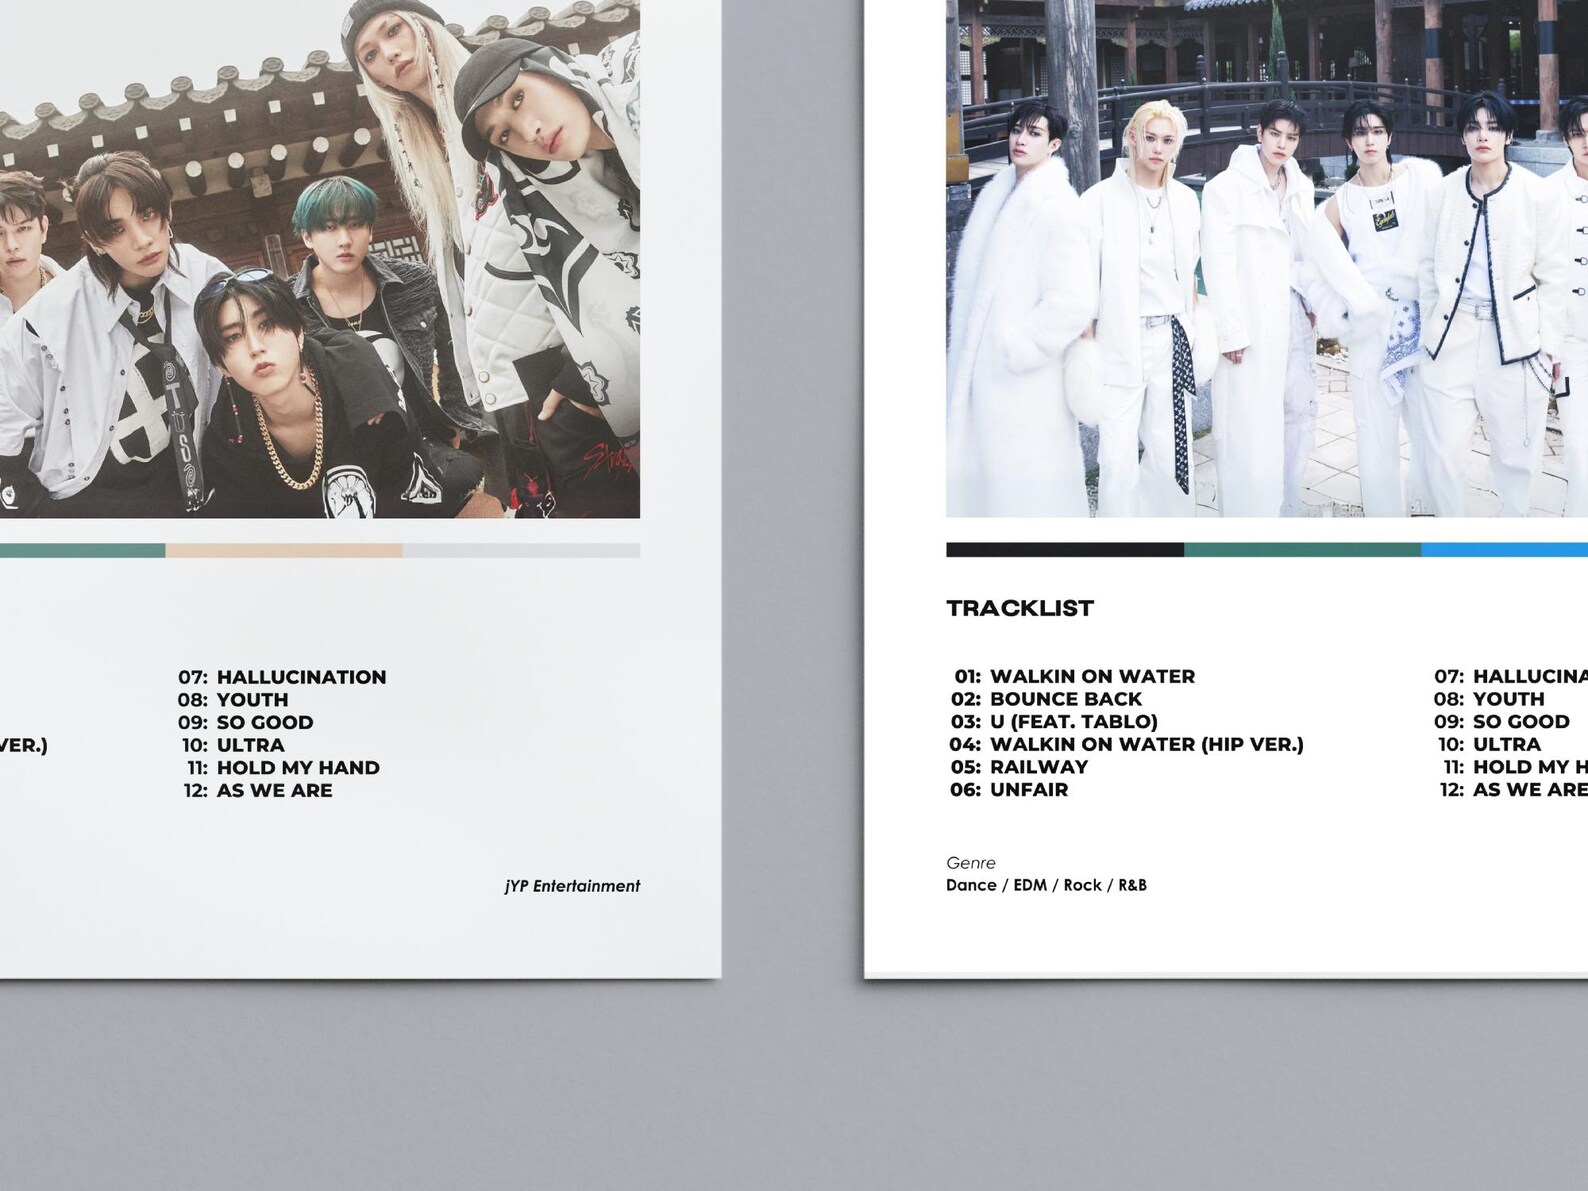 VER.)
07: HALLUCINATION
08: YOUTH
09: SO GOOD
10: ULTRA
11: HOLD MY HAND
12: AS WE ARE
jYP Entertainment
TRACKLIST
01: WALKIN ON WATER
02: BOUNCE BACK
03: U (FEAT. TABLO)
04: WALKIN ON WATER (HIP VER.)
05: RAILWAY
06: UNFAIR
07: HALLUCINA
08: YOUTH
09: SO GOOD
10: ULTRA
11: HOLD MY H
12: AS WE ARE
Genre
Dance / EDM / Rock / R&B